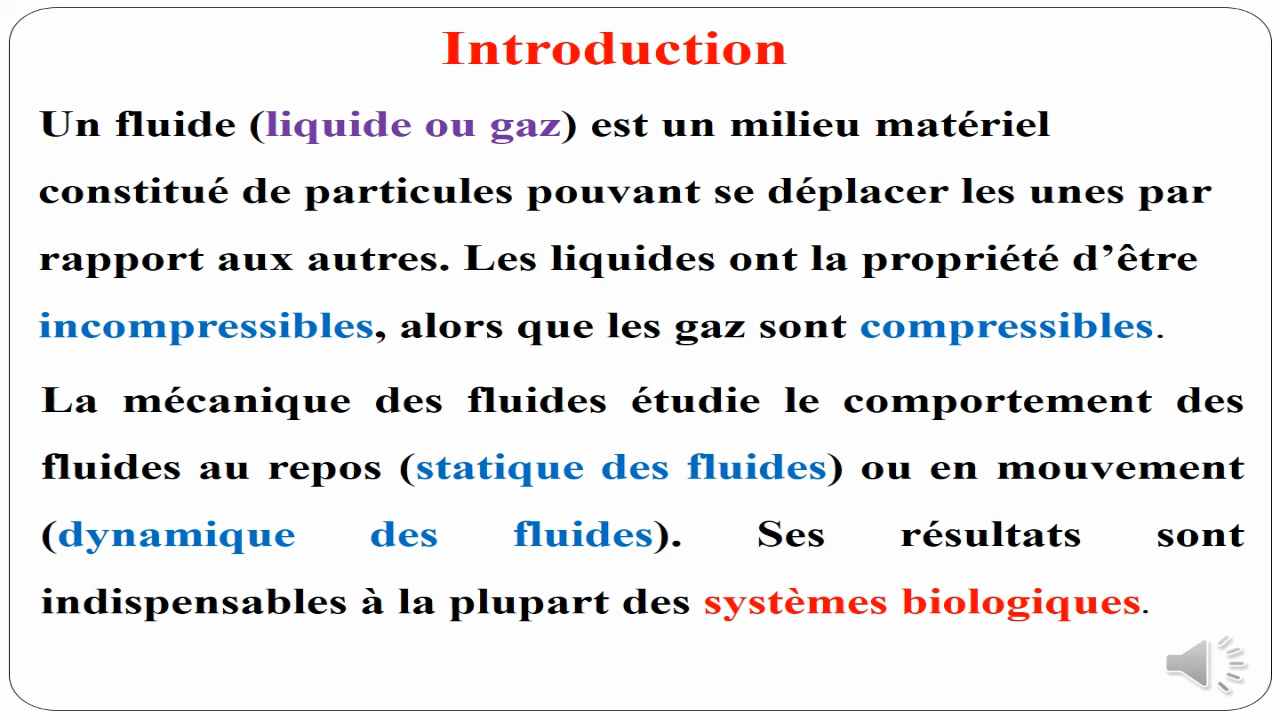 Introduction
Un fluide (liquide ou gaz) est un milieu matériel
constitué de particules pouvant se déplacer les unes par
rapport aux autres. Les liquides ont la propriété d’être
incompressibles, alors que les gaz sont compressibles.
La mécanique des fluides étudie le comportement des
fluides au repos (statique des fluides) ou en mouvement
(dynamique des fluides). Ses résultats sont
indispensables à la plupart des systèmes biologiques.